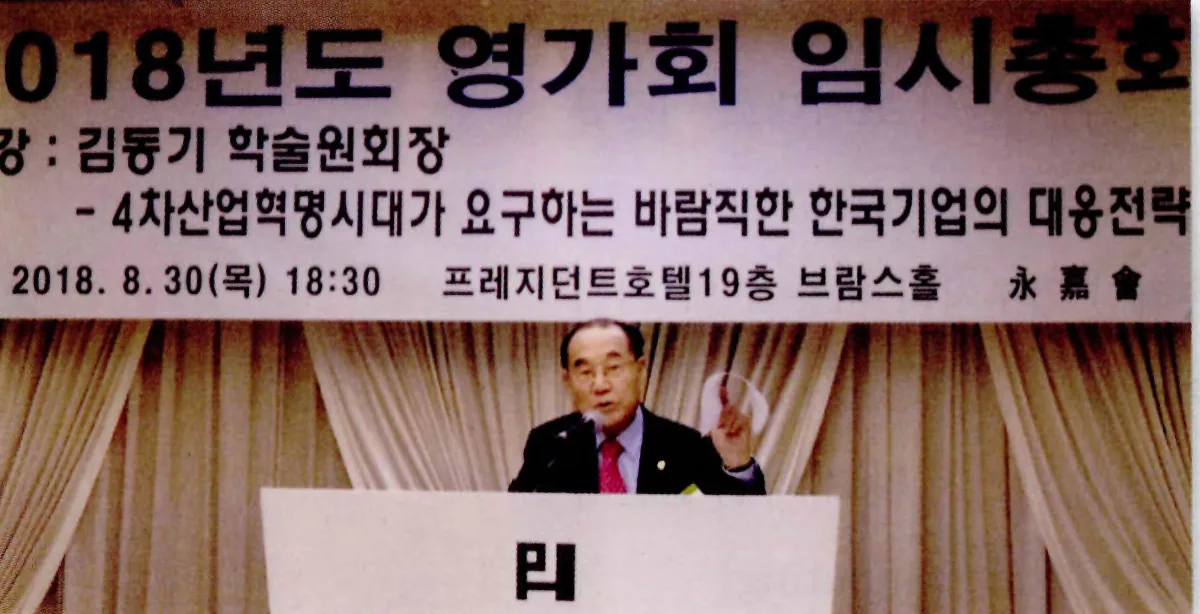 018년도 영가회 임시총회
강 : 김동기 학술원회장
- 4차산업혁명시대가 요구하는 바람직한 한국기업의 대응전략
2018. 8.30(목) 18:30 프레지던트호텔19층 브람스홀 永嘉會